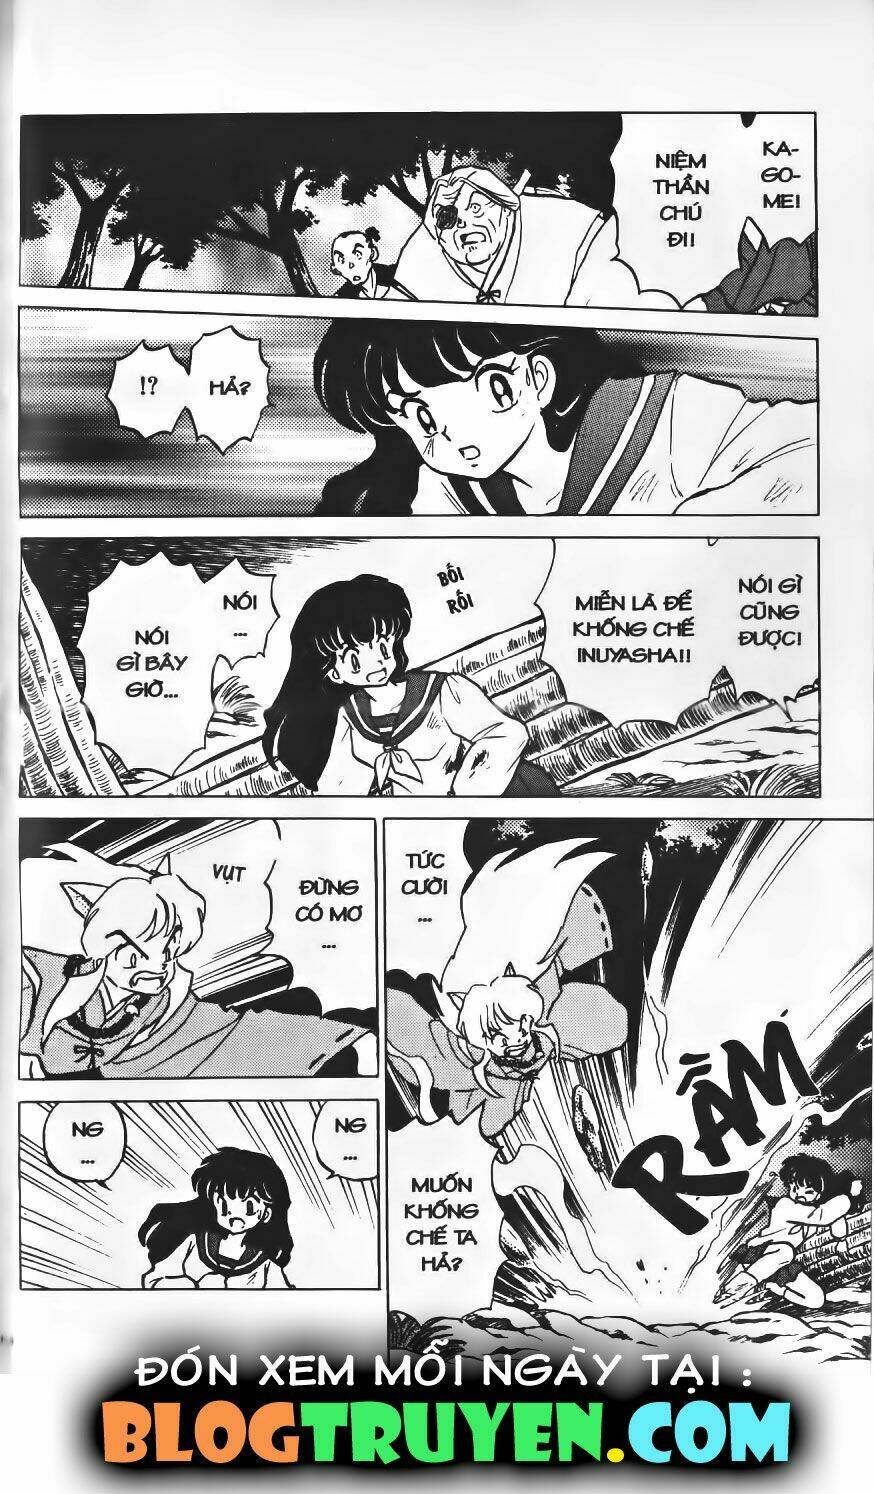 KA-
GO-
ME!
NIỆM
THẦN
CHÚ
ĐI!
HẢ?
!?
NÓI GÌ
CŨNG
ĐƯỢC!
MIỄN LÀ ĐỂ
KHỐNG CHẾ
INUYASHA!!
BỐI
RỐI
NÓI
...
NÓI
GÌ BÂY
GIỜ...
TỨC
CƯỜI
...
RẦM
MUỐN
KHỐNG
CHẾ TA
HẢ?
ĐỪNG
CÓ MƠ
...
VỤT
NG
...
NG
...
ĐÓN XEM MỖI NGÀY TẠI :
BLOGTRUYEN.COM